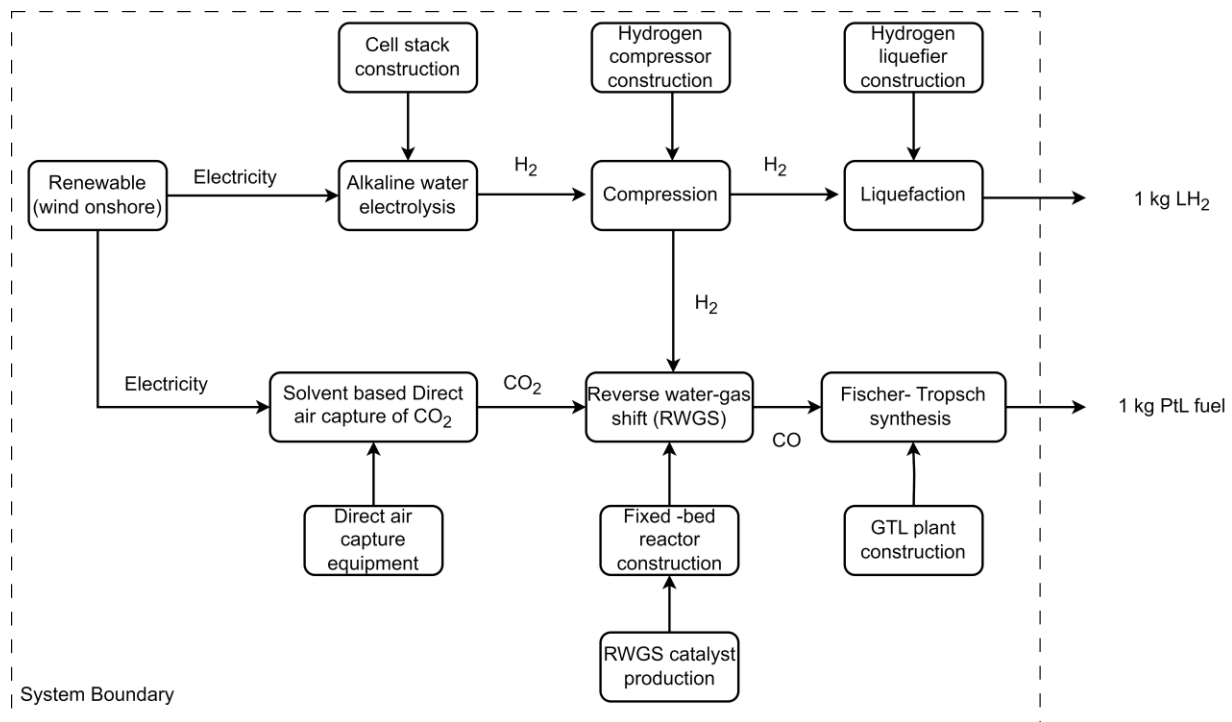 Cell stack
construction
Hydrogen
compressor
construction
Hydrogen
liquefier
construction
Renewable
(wind onshore)
Electricity
Alkaline water
electrolysis
H2
Compression
H2
Liquefaction
1 kg LH2
H2
Electricity
Solvent based Direct
air capture of CO2
CO2
Reverse water-gas
shift (RWGS)
CO
Fischer- Tropsch
synthesis
1 kg PtL fuel
Direct air
capture
equipment
Fixed -bed
reactor
construction
GTL plant
construction
RWGS catalyst
production
System Boundary